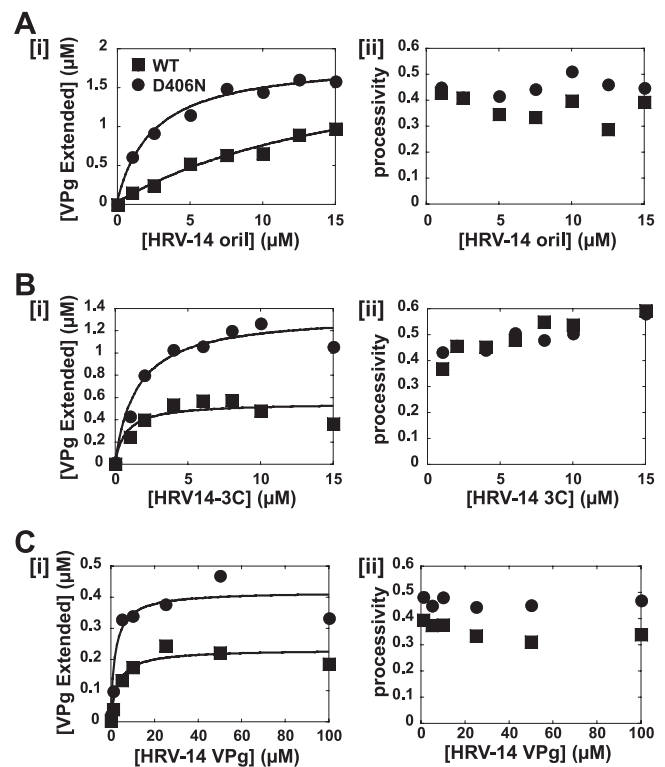 A
[i]
[VPg Extended] (µM)
2
1.5
1
0.5
0
WT
D406N
0 5 10 15
[HRV-14 oriI] (µM)
[ii]
processivity
0.6
0.5
0.4
0.3
0.2
0.1
0
0 5 10 15
[HRV-14 oriI] (µM)
B
[i]
[VPg Extended] (µM)
1.4
1.2
1
0.8
0.6
0.4
0.2
0
0 5 10 15
[HRV14-3C] (µM)
[ii]
processivity
0.6
0.5
0.4
0.3
0.2
0.1
0
0 5 10 15
[HRV-14 3C] (µM)
C
[i]
[VPg Extended] (µM)
0.5
0.4
0.3
0.2
0.1
0
0 20 40 60 80 100
[HRV-14 VPg] (µM)
[ii]
processivity
0.6
0.5
0.4
0.3
0.2
0.1
0
0 20 40 60 80 100
[HRV-14 VPg] (µM)